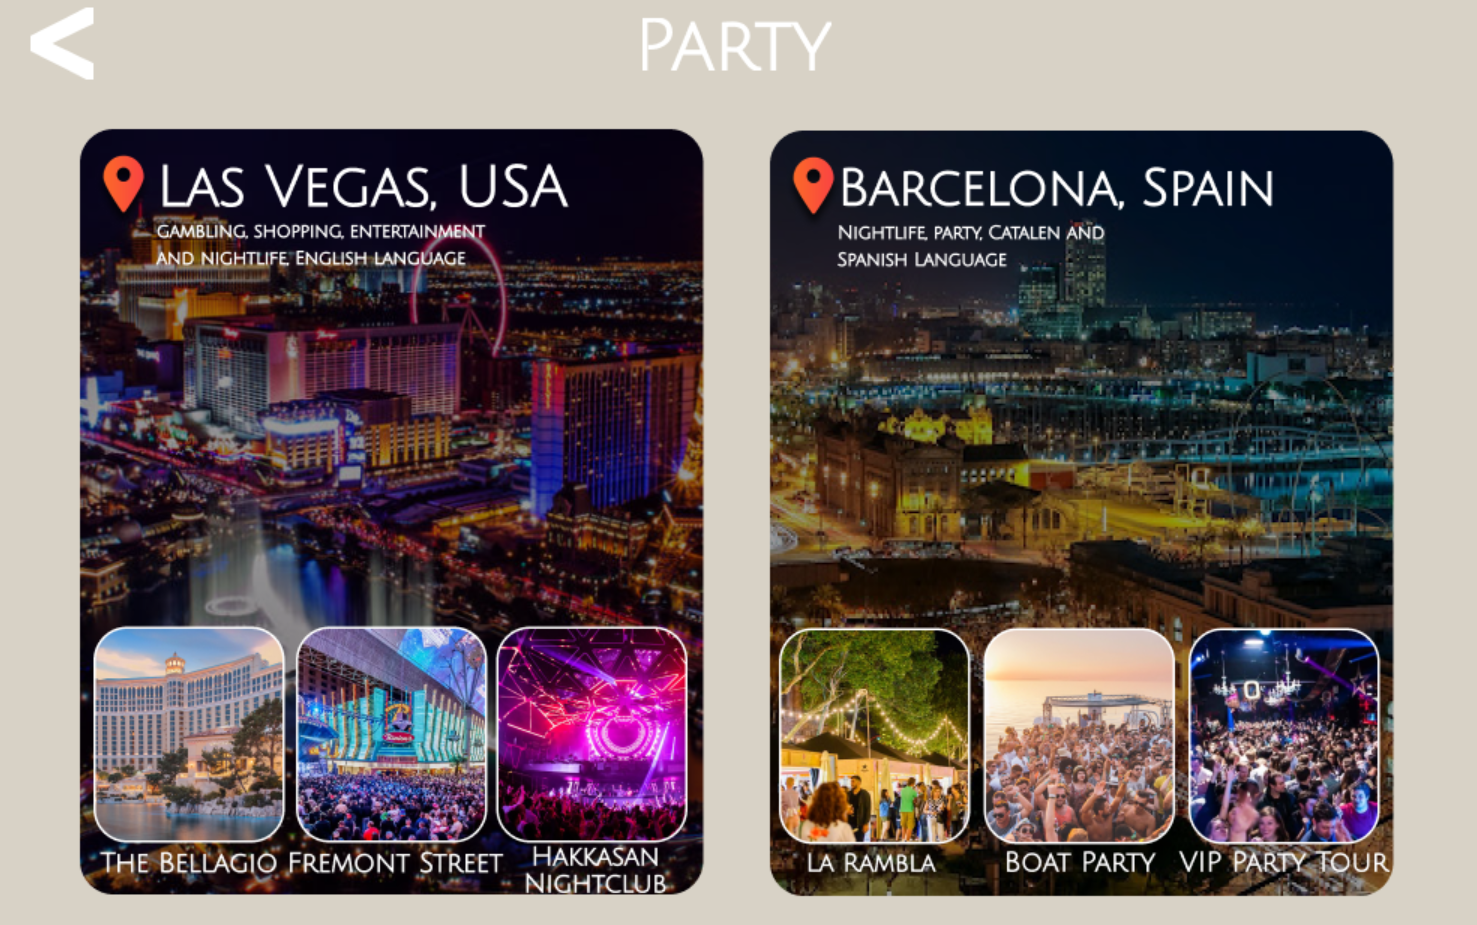 <
PARTY
LAS VEGAS, USA
GAMBLING, SHOPPING, ENTERTAINMENT
AND NIGHTLIFE, ENGLISH LANGUAGE
THE BELLAGIO
FREMONT STREET
HAKKASAN
NIGHTCLUB
BARCELONA, SPAIN
NIGHTLIFE, PARTY, CATALEN AND
SPANISH LANGUAGE
LA RAMBLA
BOAT PARTY
VIP PARTY TOUR